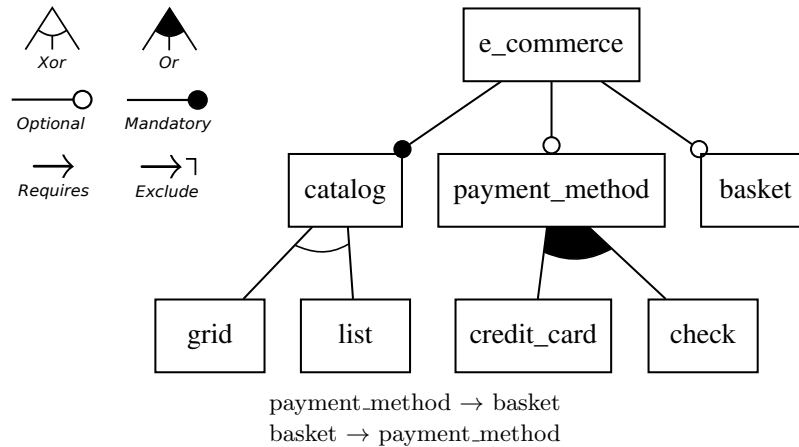 e_commerce
Xor Or
Optional Mandatory
Requires Exclude
catalog payment_method basket
grid list credit_card check
payment_method → basket
basket → payment_method